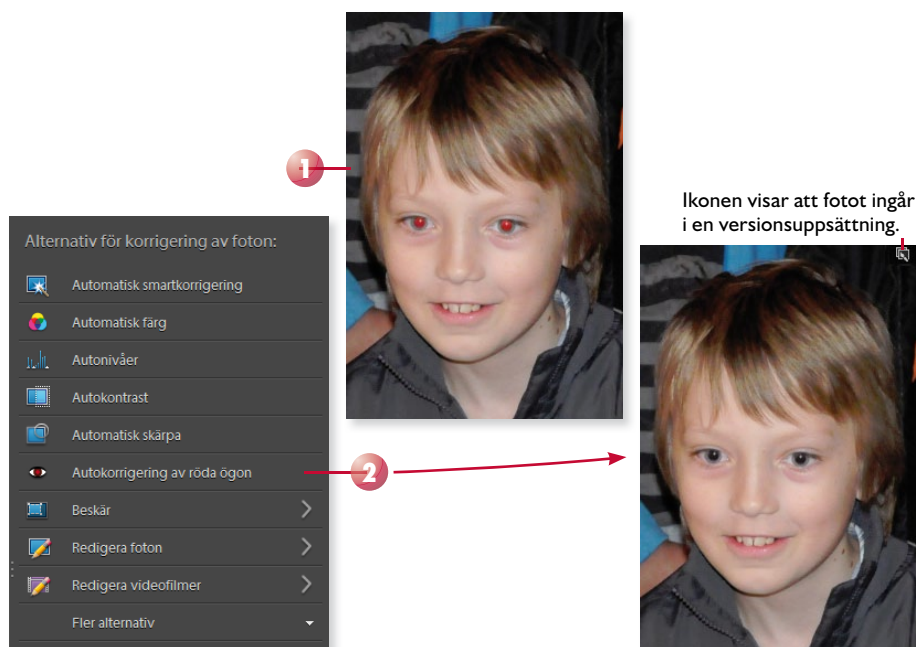 1
Ikonen visar att fotot ingår
i en versionsuppsättning.
Alternativ för korrigering av foton:
Automatisk smartkorrigering
Automatisk färg
Autonivåer
Autokontrast
Automatisk skärpa
Autokorrigering av röda ögon
2
Beskär
Redigera foton
Redigera videofilmer
Fler alternativ